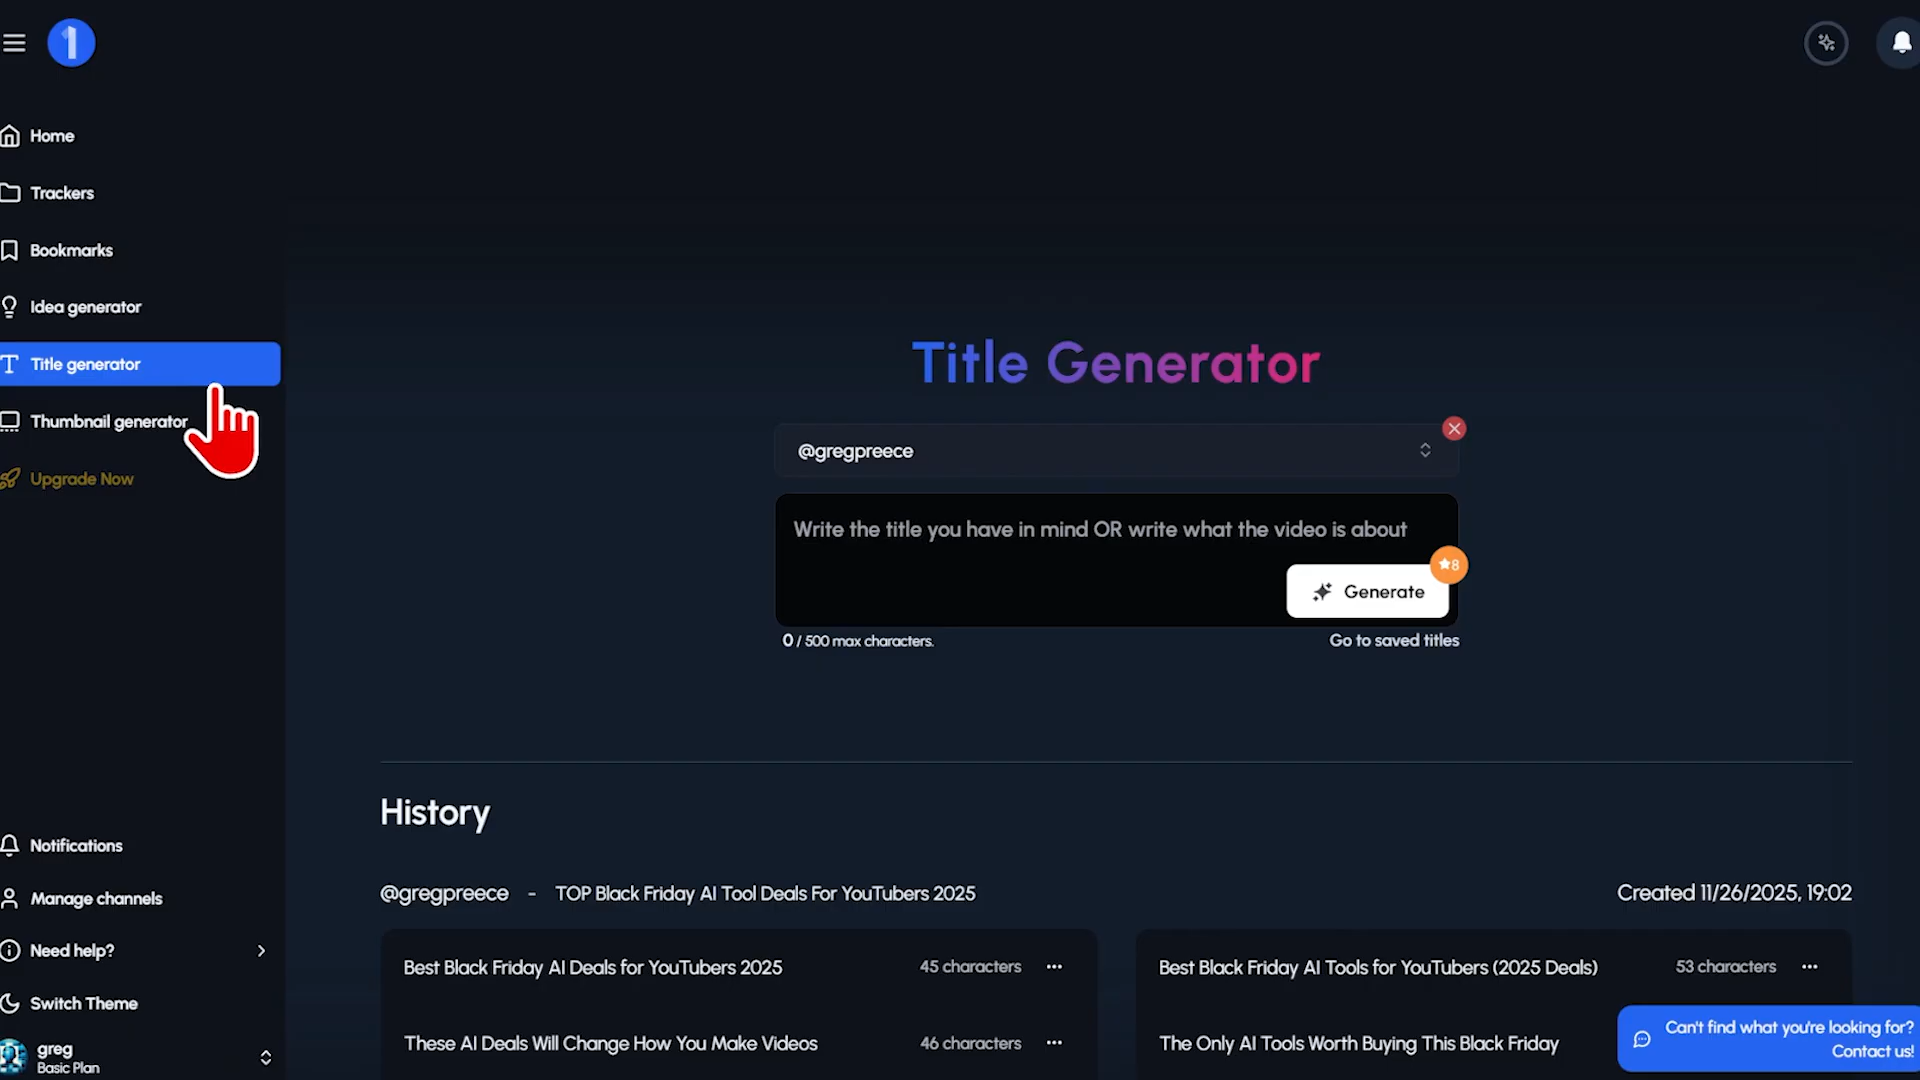 1
Home
Trackers
Bookmarks
Idea generator
Title generator
Thumbnail generator
Upgrade Now
Title Generator
@gregpreece
Write the title you have in mind OR write what the video is about
8
Generate
0 / 500 max characters.
Go to saved titles
History
@gregpreece - TOP Black Friday AI Tool Deals For YouTubers 2025
Created 11/26/2025, 19:02
Best Black Friday AI Deals for YouTubers 2025 45 characters
Best Black Friday AI Tools for YouTubers (2025 Deals) 53 characters
These AI Deals Will Change How You Make Videos 46 characters
The Only AI Tools Worth Buying This Black Friday
Notifications
Manage channels
Need help?
Switch Theme
greg
Basic Plan
Can't find what you're looking for?
Contact us!